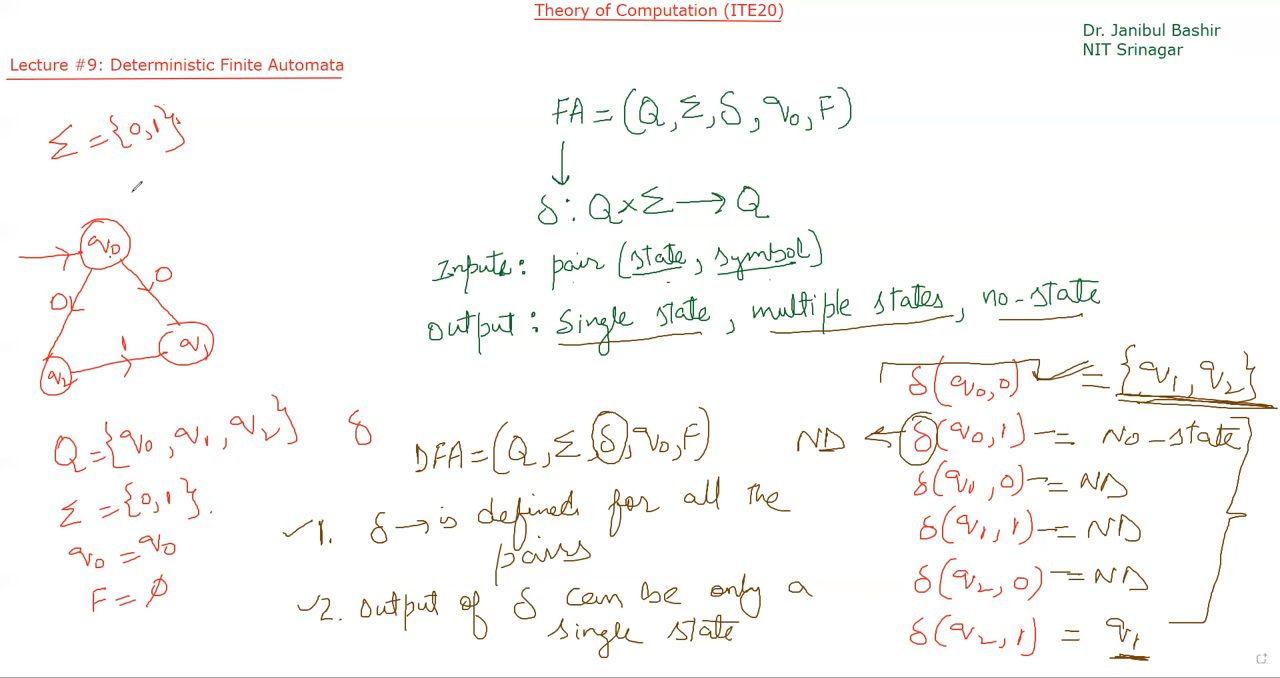 Theory of Computation (ITE20)
Dr. Janibul Bashir
NIT Srinagar
Lecture #9: Deterministic Finite Automata
Σ = {0,1}
FA = (Q, Σ, δ, q0, F)
δ: Q × Σ → Q
Inputs: pair (state, symbol)
Output: single state, multiple states, no-state
q0
0
0
q1
1
q2
Q = {q0, q1, q2} δ
Σ = {0,1}.
q0 = q0
F = ϕ
DFA = (Q, Σ, δ, q0, F)
✓1. δ → is defined for all the
pairs
✓2. Output of δ can be only a
single state
δ(q0, 0) = {q1, q2}
ND ← δ(q0, 1) = No-state
δ(q1, 0) = ND
δ(q1, 1) = ND
δ(q2, 0) = ND
δ(q2, 1) = q1